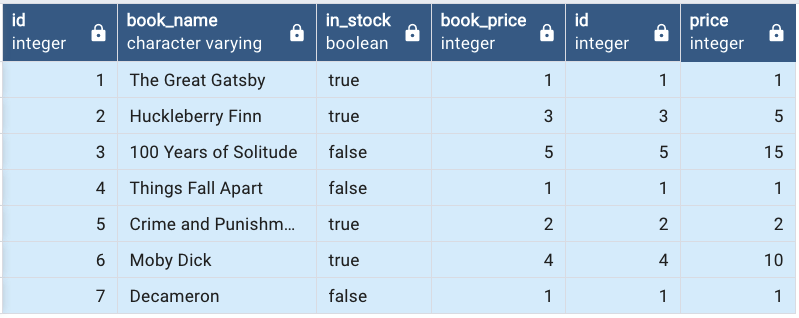 id book_name in_stock book_price id price
integer character varying boolean integer integer integer
1 The Great Gatsby true 1 1 1
2 Huckleberry Finn true 3 3 5
3 100 Years of Solitude false 5 5 15
4 Things Fall Apart false 1 1 1
5 Crime and Punishm... true 2 2 2
6 Moby Dick true 4 4 10
7 Decameron false 1 1 1